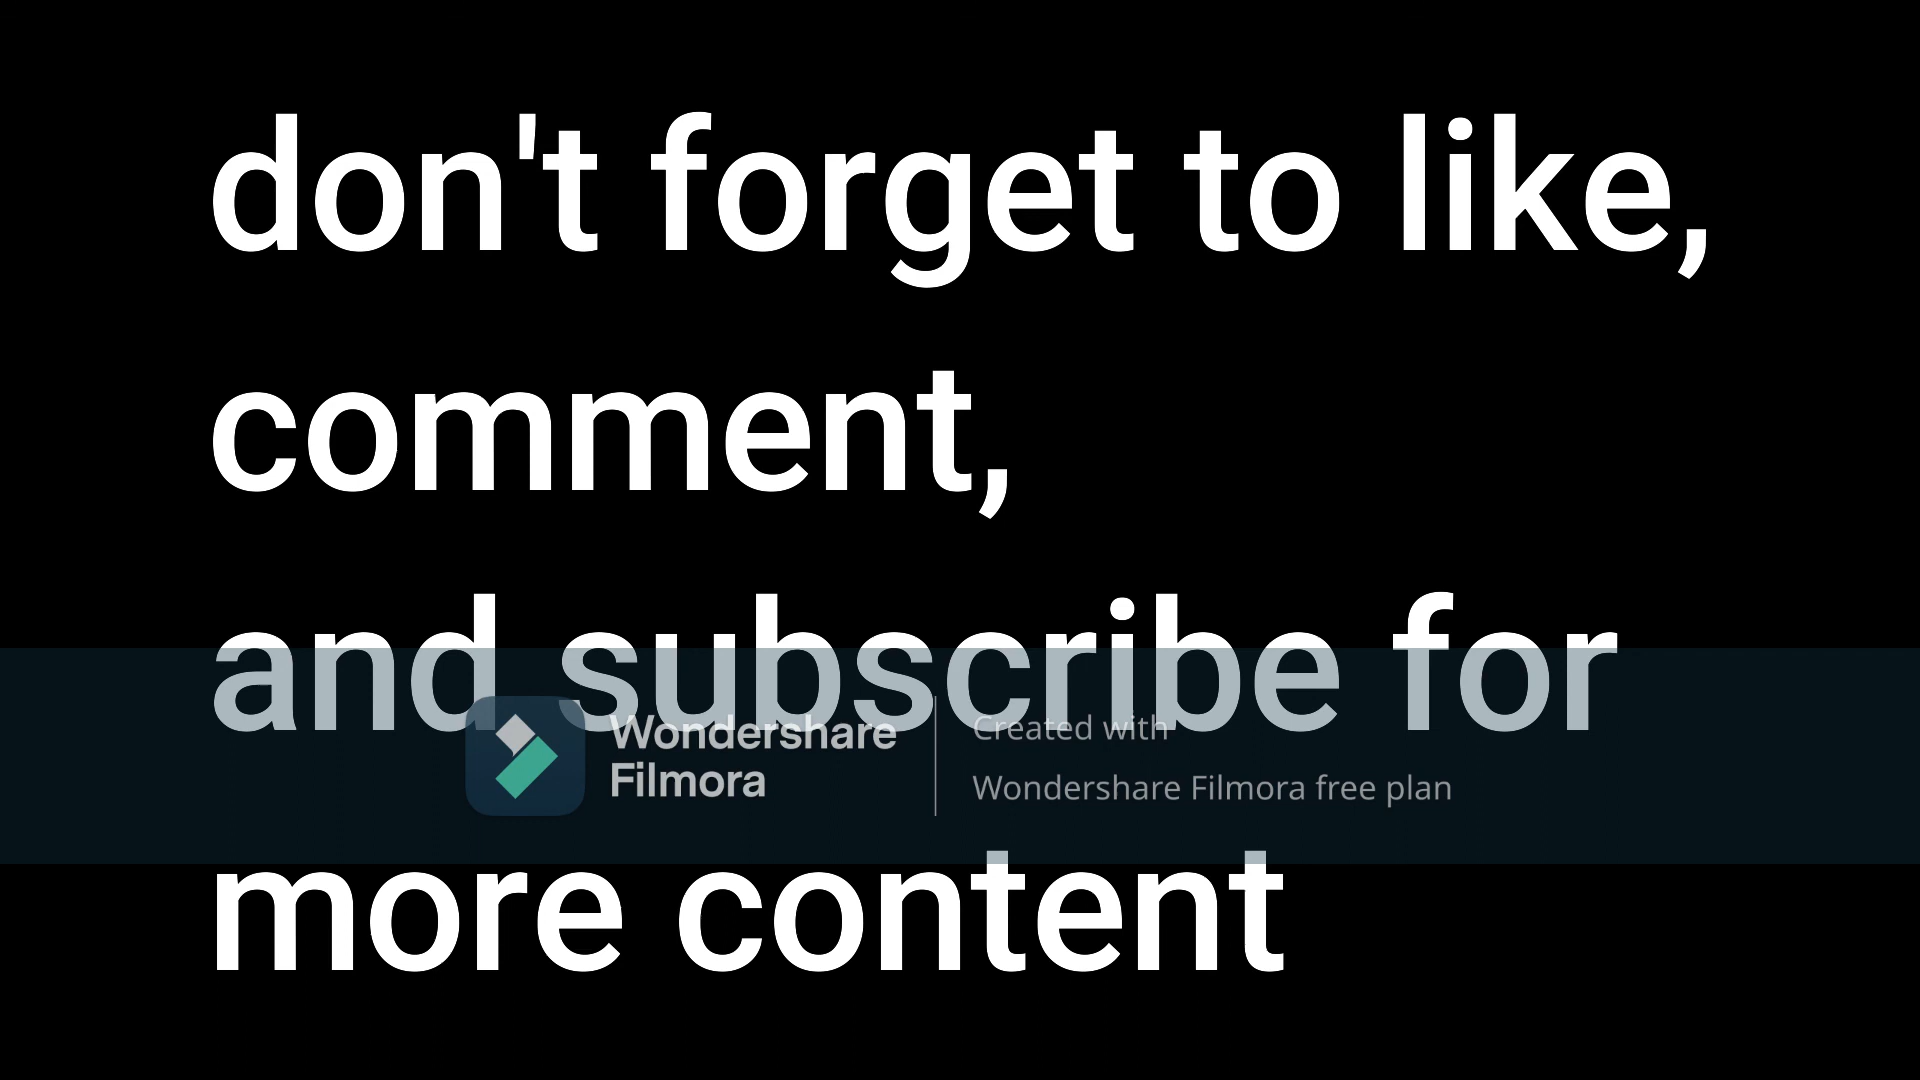 don't forget to like,
comment,
and subscribe for
Wondershare
Filmora
Created with
Wondershare Filmora free plan
more content